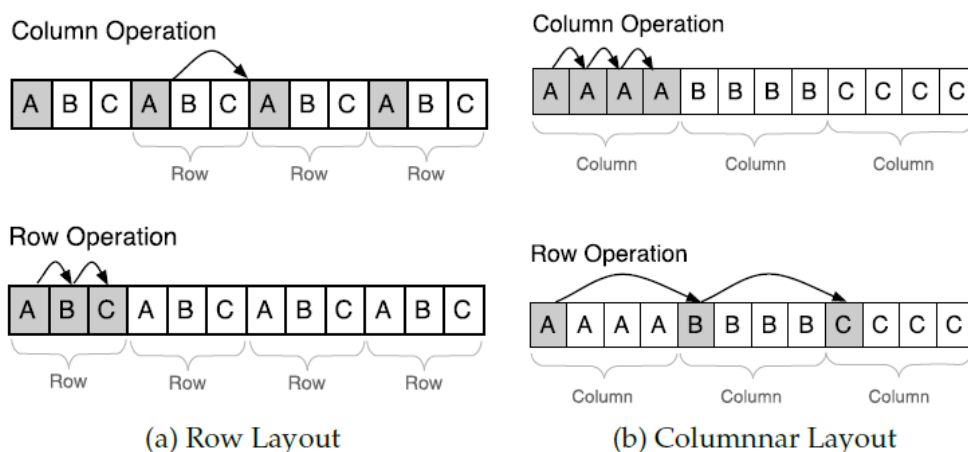 Column Operation
A B C A B C A B C A B C
Row Row Row
Row Operation
A B C A B C A B C A B C
Row Row Row Row
(a) Row Layout
Column Operation
A A A A B B B B C C C C
Column Column Column
Row Operation
A A A A B B B B C C C C
Column Column Column
(b) Columnnar Layout